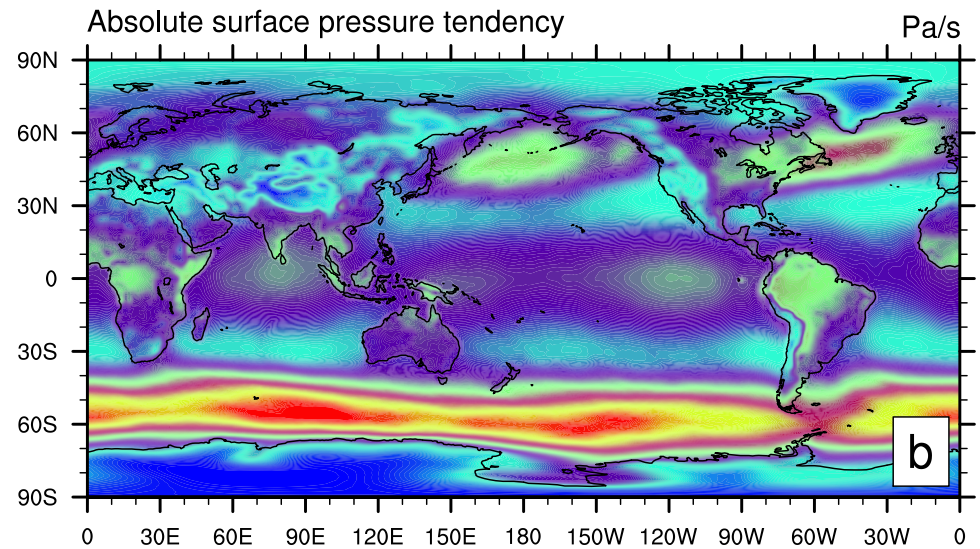 Absolute surface pressure tendency Pa/s
90N
60N
30N
0
30S
60S
90S
b
0 30E 60E 90E 120E 150E 180 150W 120W 90W 60W 30W 0